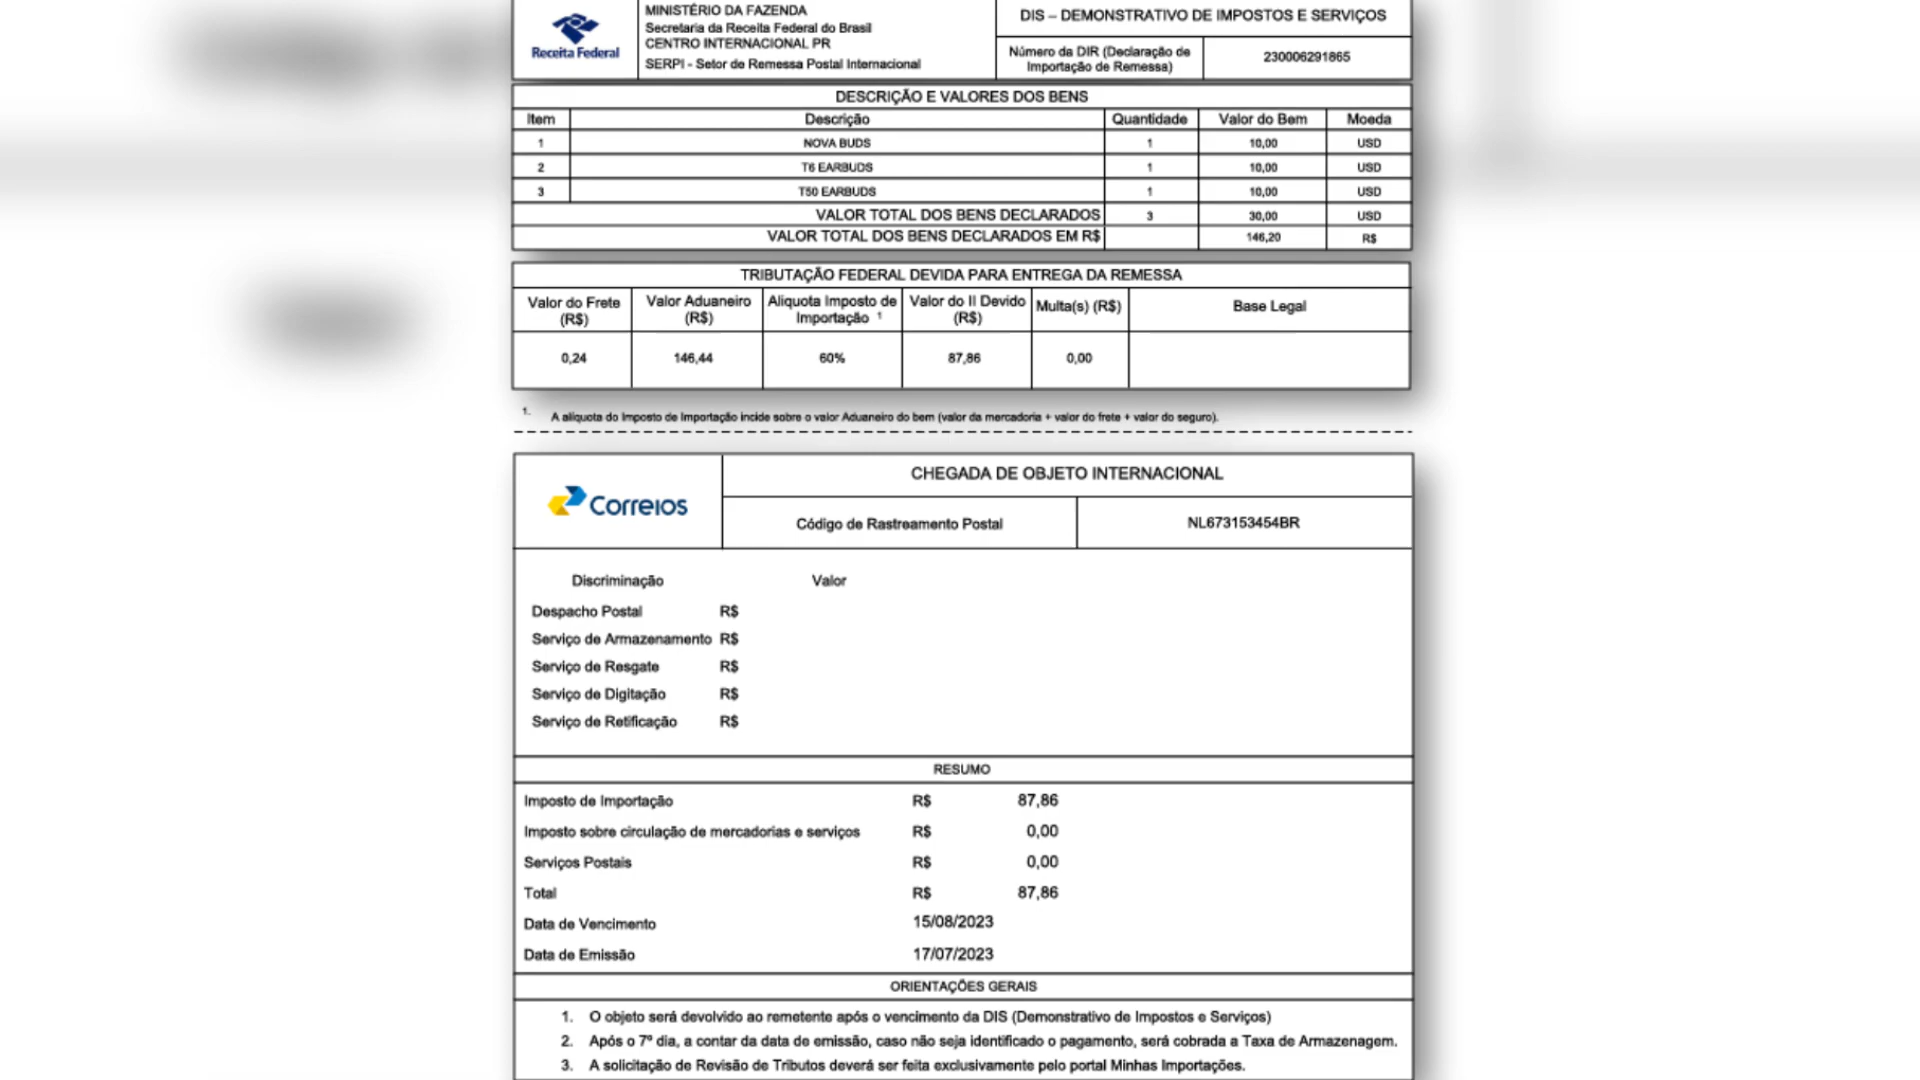 Receita Federal
MINISTÉRIO DA FAZENDA
Secretaria da Receita Federal do Brasil
CENTRO INTERNACIONAL PR
SERPI - Setor de Remessa Postal Internacional
DIS – DEMONSTRATIVO DE IMPOSTOS E SERVIÇOS
Número da DIR (Declaração de
Importação de Remessa)
230006291865
DESCRIÇÃO E VALORES DOS BENS
Item Descrição Quantidade Valor do Bem Moeda
1 NOVA BUDS 1 10,00 USD
2 T6 EARBUDS 1 10,00 USD
3 T50 EARBUDS 1 10,00 USD
VALOR TOTAL DOS BENS DECLARADOS 3 30,00 USD
VALOR TOTAL DOS BENS DECLARADOS EM R$ 146,20 R$
TRIBUTAÇÃO FEDERAL DEVIDA PARA ENTREGA DA REMESSA
Valor do Frete
(R$)
Valor Aduaneiro
(R$)
Aliquota Imposto de
Importação 1
Valor do II Devido
(R$)
Multa(s) (R$)
Base Legal
0,24 146,44 60% 87,86 0,00
1. A alíquota do Imposto de Importação incide sobre o valor Aduaneiro do bem (valor da mercadoria + valor do frete + valor do seguro).
Correios
CHEGADA DE OBJETO INTERNACIONAL
Código de Rastreamento Postal NL673153454BR
Discriminação Valor
Despacho Postal R$
Serviço de Armazenamento R$
Serviço de Resgate R$
Serviço de Digitação R$
Serviço de Retificação R$
RESUMO
Imposto de Importação R$ 87,86
Imposto sobre circulação de mercadorias e serviços R$ 0,00
Serviços Postais R$ 0,00
Total R$ 87,86
Data de Vencimento 15/08/2023
Data de Emissão 17/07/2023
ORIENTAÇÕES GERAIS
1. O objeto será devolvido ao remetente após o vencimento da DIS (Demonstrativo de Impostos e Serviços)
2. Após o 7º dia, a contar da data de emissão, caso não seja identificado o pagamento, será cobrada a Taxa de Armazenagem.
3. A solicitação de Revisão de Tributos deverá ser feita exclusivamente pelo portal Minhas Importações.